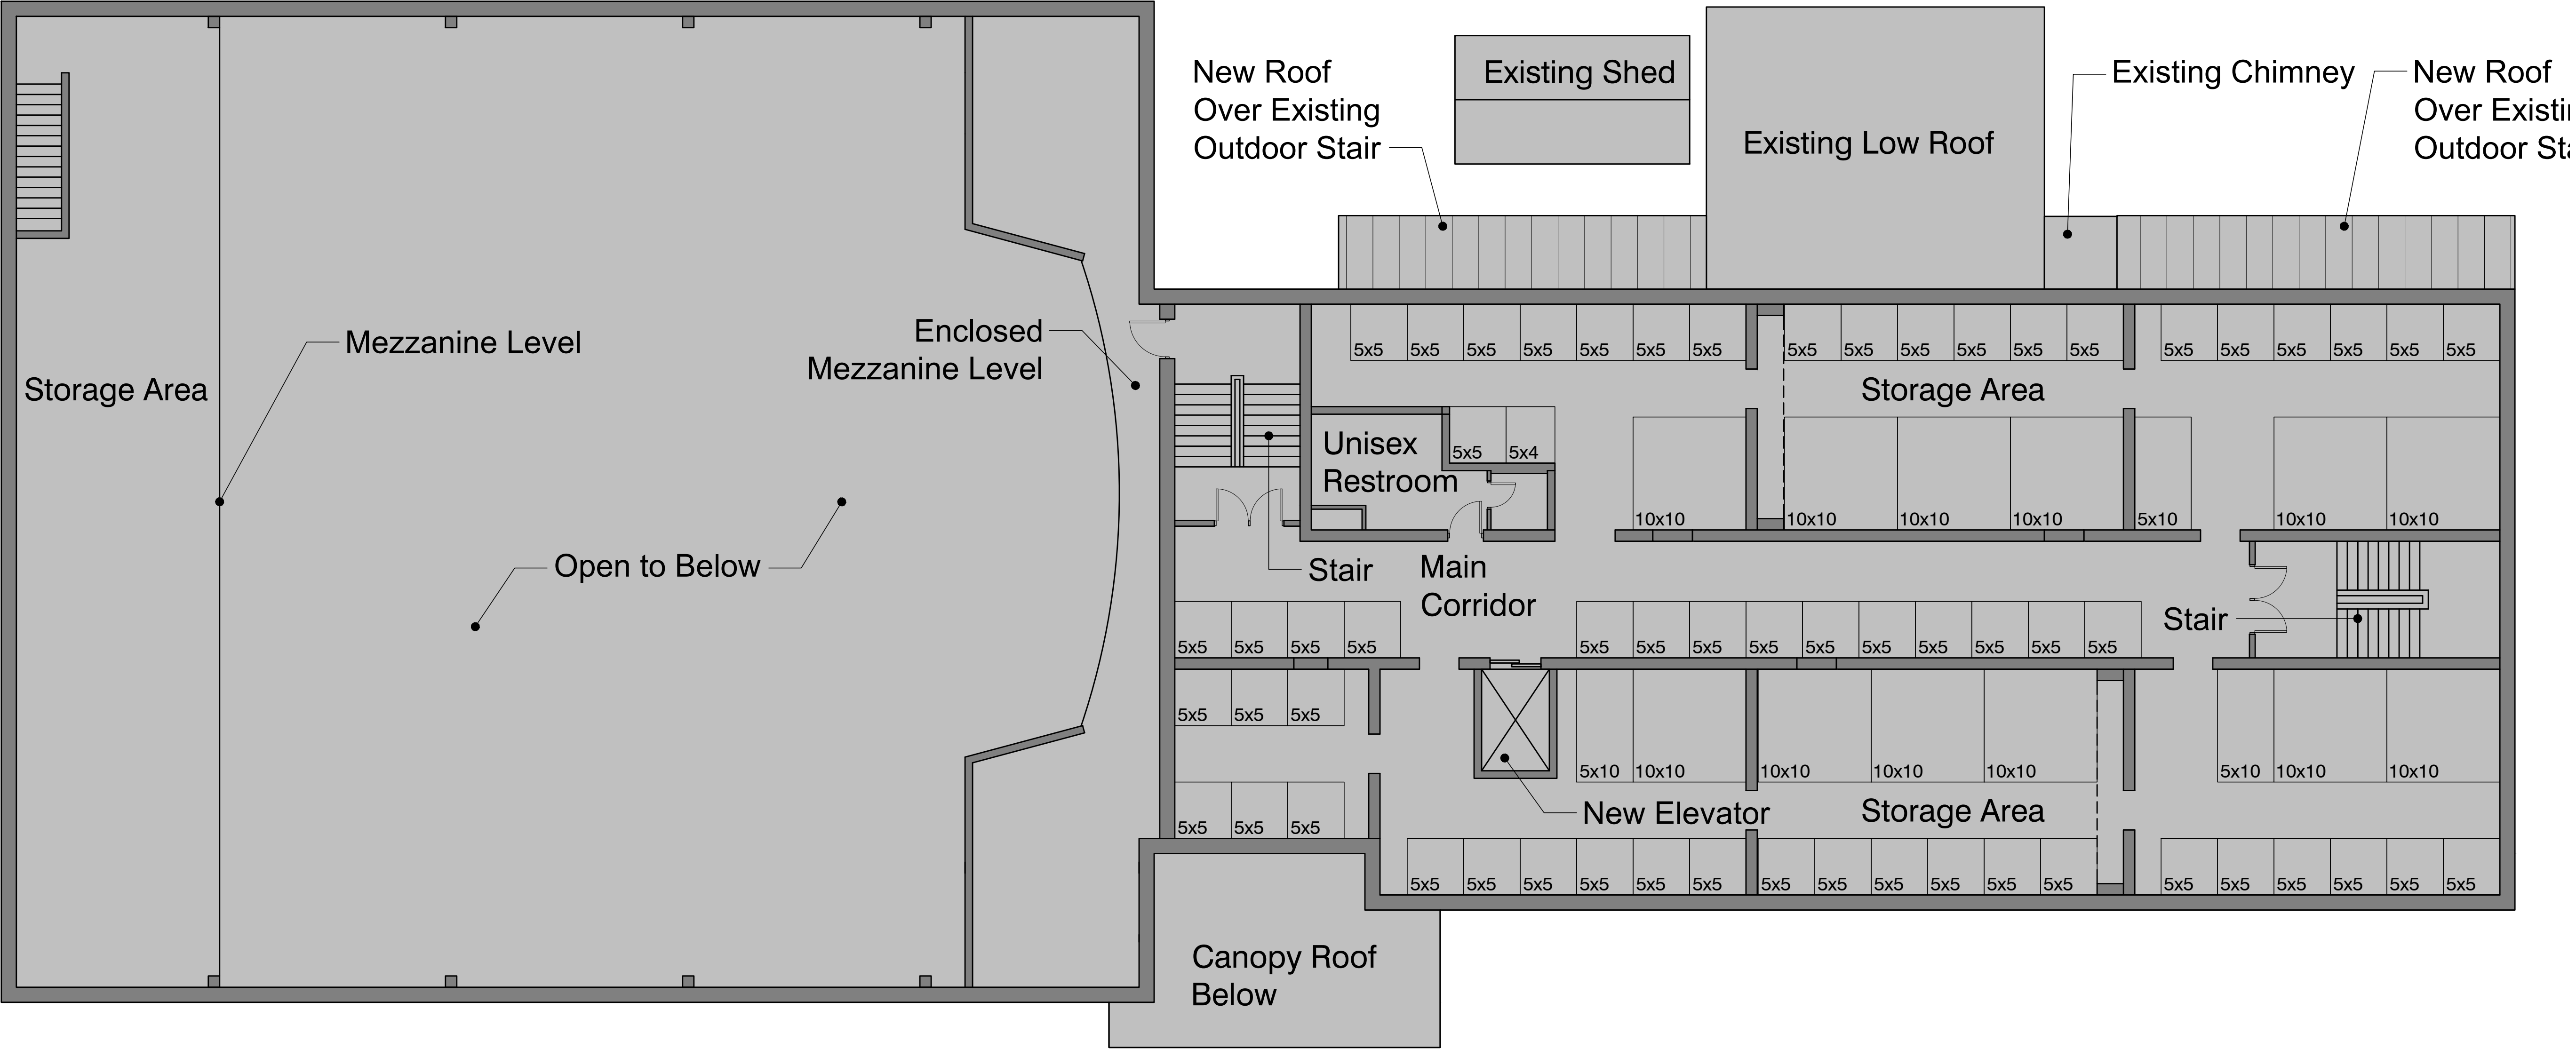 New Roof
Over Existing
Outdoor Stair
Existing Shed
Existing Low Roof
Existing Chimney
New Roof
Over Existi
Outdoor Sta
Storage Area
Mezzanine Level
Enclosed
Mezzanine Level
Open to Below
5x5 5x5 5x5 5x5 5x5 5x5 5x5 5x5 5x5 5x5 5x5 5x5 5x5 5x5 5x5 5x5 5x5 5x5 5x5
Storage Area
Unisex
Restroom
5x5 5x4
10x10 10x10 10x10 10x10 5x10 10x10 10x10
Stair
Main
Corridor
Stair
5x5 5x5 5x5 5x5 5x5 5x5 5x5 5x5 5x5 5x5 5x5 5x5 5x5 5x5
5x5 5x5 5x5
5x10 10x10 10x10 10x10 10x10 5x10 10x10 10x10
New Elevator
Storage Area
5x5 5x5 5x5
5x5 5x5 5x5 5x5 5x5 5x5 5x5 5x5 5x5 5x5 5x5 5x5 5x5 5x5 5x5 5x5 5x5 5x5
Canopy Roof
Below